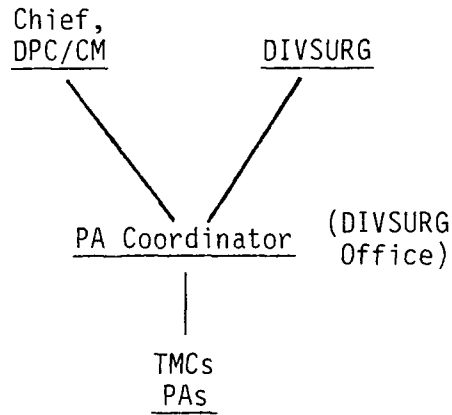 Chief,
DPC/CM
DIVSURG
PA Coordinator
(DIVSURG
Office)
TMCs
PAs